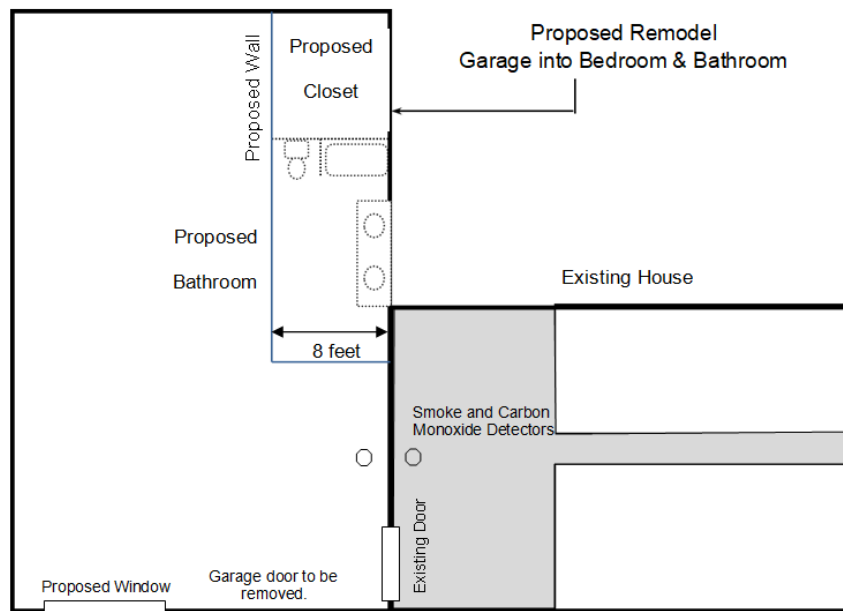 Proposed Wall
Proposed
Closet
Proposed Remodel
Garage into Bedroom & Bathroom
Proposed
Bathroom
Existing House
8 feet
Smoke and Carbon
Monoxide Detectors
Existing Door
Proposed Window
Garage door to be
removed.